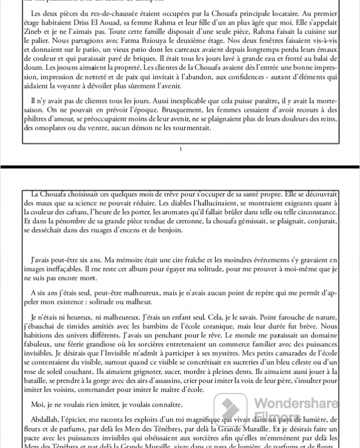 Les deux pièces du rez-de-chaussée étaient occupées par la Chouafa principale locataire. Au premier
étage habitaient Driss El Aouad, sa femme Rahma et leur fille d'un an plus âgée que moi. Elle s'appelait
Zineb et je ne l'aimais pas. Toute cette famille disposait d'une seule pièce, Rahma faisait la cuisine sur
le palier. Nous partagions avec Fatma Bziouya le deuxième étage. Nos deux fenêtres faisaient vis-à-vis
et donnaient sur le patio, un vieux patio dont les carreaux avaient depuis longtemps perdu leurs émaux
de couleur et qui paraissait pavé de briques. Il était tous les jours lavé à grande eau et frotté au balai de
doum. Les jnouns aimaient la propreté. Les clientes de la Chouafa avaient dès l'entrée une bonne impres-
sion, impression de netteté et de paix qui invitait à l'abandon, aux confidences - autant d'éléments qui
aidaient la voyante à dévoiler plus sûrement l'avenir.
Il n'y avait pas de clientes tous les jours. Aussi inexplicable que cela puisse paraître, il y avait la morte-
saison. On ne pouvait en prévoir l'époque. Brusquement, les femmes cessaient d'avoir recours à des
philtres d'amour, se préoccupaient moins de leur avenir, ne se plaignaient plus de leurs douleurs des reins,
des omoplates ou du ventre, aucun démon ne les tourmentait.
1
La Chouafa choisissait ces quelques mois de trêve pour s'occuper de sa santé propre. Elle se découvrait
des maux que sa science ne pouvait réduire. Les diables l'hallucinaient, se montraient exigeants quant à
la couleur des caftans, l'heure de les porter, les aromates qu'il fallait brûler dans telle ou telle circonstance.
Et dans la pénombre de sa grande pièce tendue de cretonne, la chouafa gémissait, se plaignait, conjurait,
se desséchait dans des nuages d'encens et de benjoin.
J'avais peut-être six ans. Ma mémoire était une cire fraîche et les moindres événements s'y gravaient en
images ineffaçables. Il me reste cet album pour égayer ma solitude, pour me prouver à moi-même que je
ne suis pas encore mort.
A six ans j'étais seul, peut-être malheureux, mais je n'avais aucun point de repère qui me permît d'ap-
peler mon existence : solitude ou malheur.
Je n'étais ni heureux, ni malheureux. J'étais un enfant seul. Cela, je le savais. Point farouche de nature,
j'ébauchai de timides amitiés avec les bambins de l'école coranique, mais leur durée fut brève. Nous
habitions des univers différents. J'avais un penchant pour le rêve. Le monde me paraissait un domaine
fabuleux, une féerie grandiose où les sorcières entretenaient un commerce familier avec des puissances
invisibles. Je désirais que l'Invisible m'admît à participer à ses mystères. Mes petits camarades de l'école
se contentaient du visible, surtout quand ce visible se concrétisait en sucreries d'un bleu céleste ou d'un
rose de soleil couchant. Ils aimaient grignoter, sucer, mordre à pleines dents. Ils aimaient aussi jouer à la
bataille, se prendre à la gorge avec des airs d'assassins, crier pour imiter la voix de leur père, s'insulter pour
imiter les voisins, commander pour imiter le maître d'école.
Moi, je ne voulais rien imiter, je voulais connaître.
Abdallah, l'épicier, me raconta les exploits d'un roi magnifique qui vivait dans un pays de lumière, de
fleurs et de parfums, par delà les Mers des Ténèbres, par delà la Grande Muraille. Et je désirais faire un
pacte avec les puissances invisibles qui obéissaient aux sorcières afin qu'elles m'emmènent par delà les
Wondershare